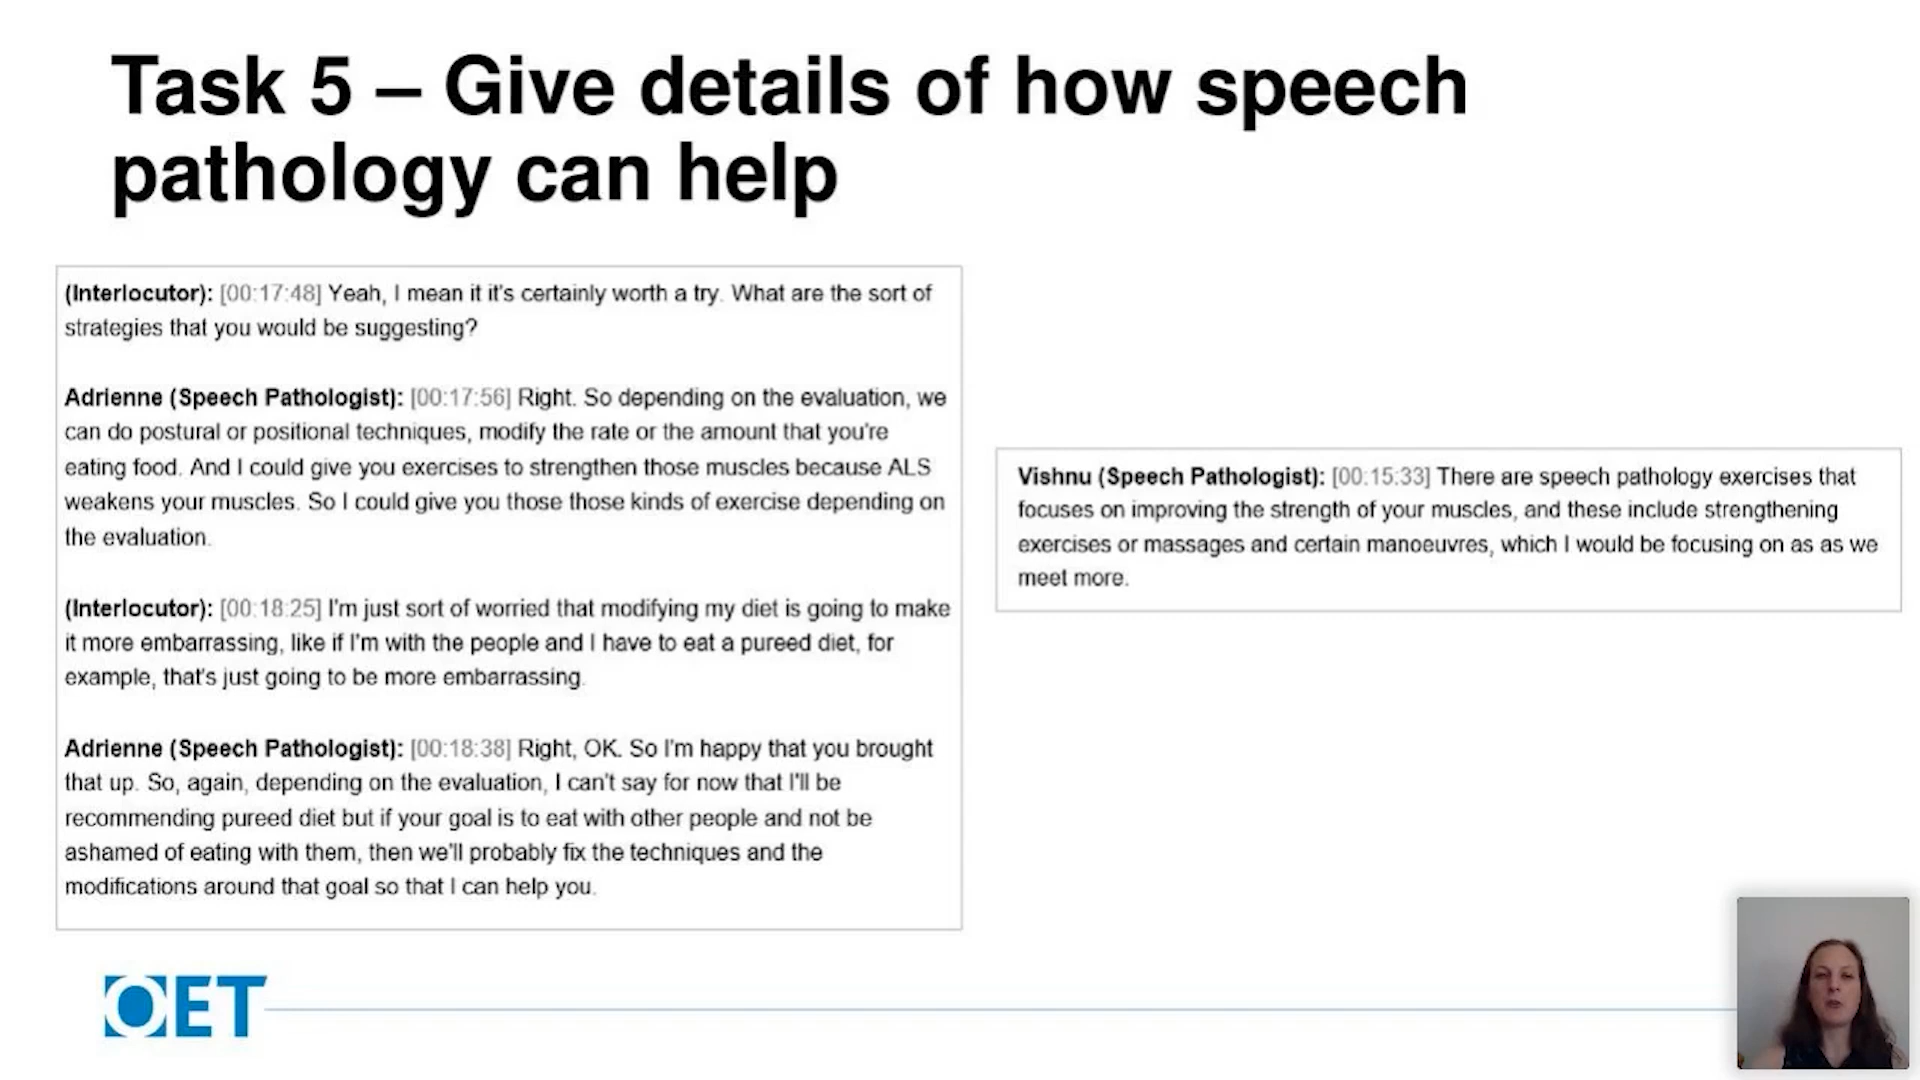 Task 5 – Give details of how speech
pathology can help
(Interlocutor): [00:17:48] Yeah, I mean it it's certainly worth a try. What are the sort of
strategies that you would be suggesting?
Adrienne (Speech Pathologist): [00:17:56] Right. So depending on the evaluation, we
can do postural or positional techniques, modify the rate or the amount that you're
eating food. And I could give you exercises to strengthen those muscles because ALS
weakens your muscles. So I could give you those those kinds of exercise depending on
the evaluation.
(Interlocutor): [00:18:25] I'm just sort of worried that modifying my diet is going to make
it more embarrassing, like if I'm with the people and I have to eat a pureed diet, for
example, that's just going to be more embarrassing.
Adrienne (Speech Pathologist): [00:18:38] Right, OK. So I'm happy that you brought
that up. So, again, depending on the evaluation, I can't say for now that I'll be
recommending pureed diet but if your goal is to eat with other people and not be
ashamed of eating with them, then we'll probably fix the techniques and the
modifications around that goal so that I can help you.
Vishnu (Speech Pathologist): [00:15:33] There are speech pathology exercises that
focuses on improving the strength of your muscles, and these include strengthening
exercises or massages and certain manoeuvres, which I would be focusing on as as we
meet more.
OET